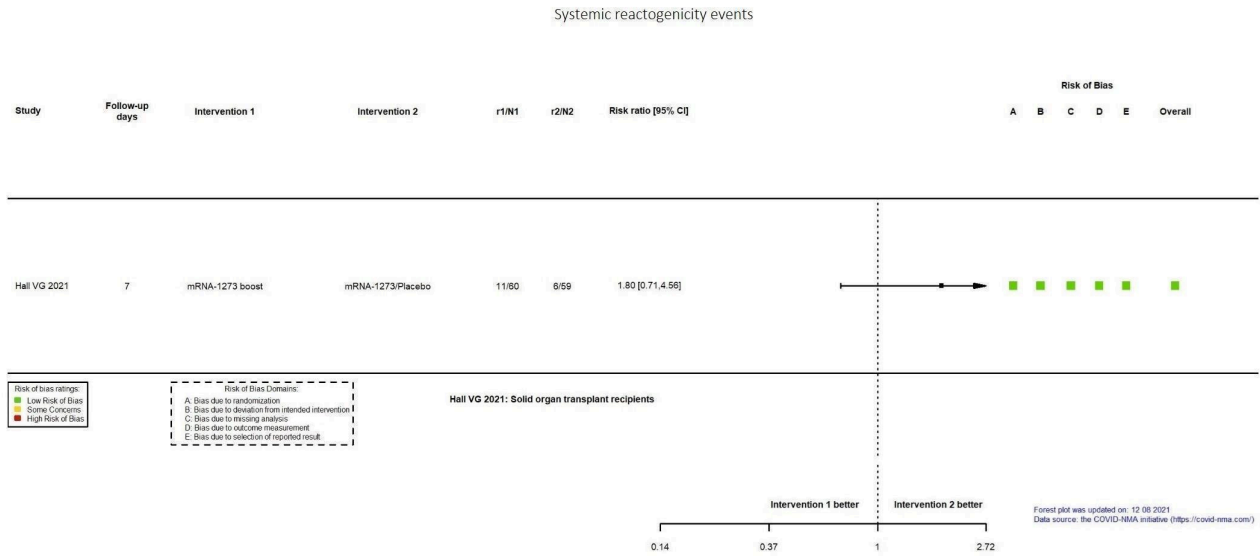 Systemic reactogenicity events
Risk of Bias
Study Follow-up days Intervention 1 Intervention 2 r1/N1 r2/N2 Risk ratio [95% CI] A B C D E Overall
Hall VG 2021 7 mRNA-1273 boost mRNA-1273/Placebo 11/60 6/59 1.80 [0.71,4.56]
Risk of bias ratings:
Low Risk of Bias
Some Concerns
High Risk of Bias
Risk of Bias Domains:
A: Bias due to randomization
B: Bias due to deviation from intended intervention
C: Bias due to missing analysis
D: Bias due to outcome measurement
E: Bias due to selection of reported result
Hall VG 2021: Solid organ transplant recipients
Intervention 1 better Intervention 2 better
0.14 0.37 1 2.72
Forest plot was updated on: 12 08 2021
Data source: the COVID-NMA initiative (https://covid-nma.com/)